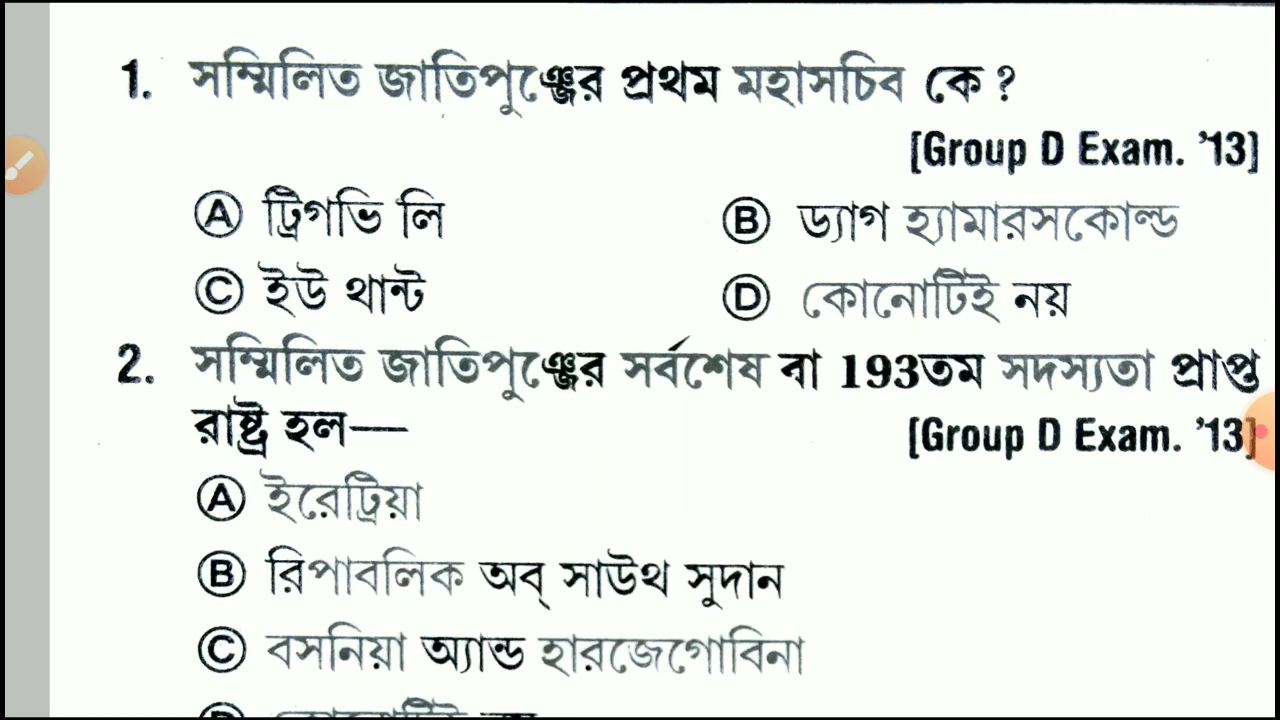 1. সম্মিলিত জাতিপুঞ্জের প্রথম মহাসচিব কে ?
[Group D Exam. ’13]
Ⓐ ট্রিগভি লি Ⓑ ড্যাগ হ্যামারসকোল্ড
Ⓒ ইউ থান্ট Ⓓ কোনোটিই নয়
2. সম্মিলিত জাতিপুঞ্জের সর্বশেষ বা 193তম সদস্যতা প্রাপ্ত
রাষ্ট্র হল—
[Group D Exam. ’13]
Ⓐ ইরেট্রিয়া
Ⓑ রিপাবলিক অব্ সাউথ সুদান
Ⓒ বসনিয়া অ্যান্ড হারজেগোবিনা